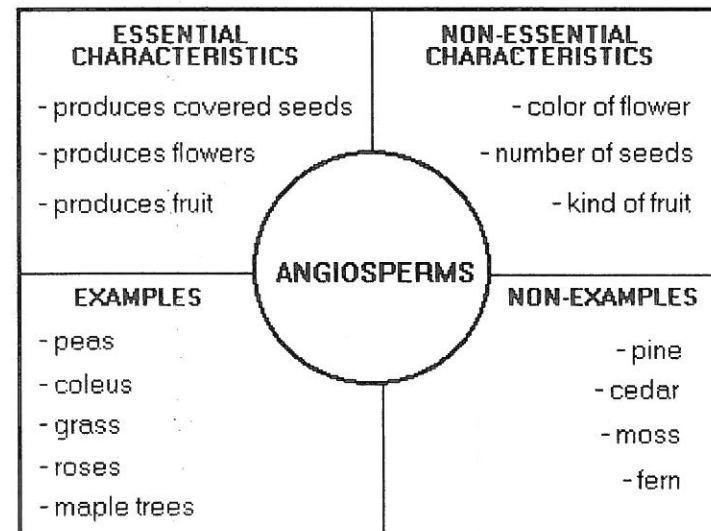 ESSENTIAL
CHARACTERISTICS
- produces covered seeds
- produces flowers
- produces fruit
NON-ESSENTIAL
CHARACTERISTICS
- color of flower
- number of seeds
- kind of fruit
ANGIOSPERMS
EXAMPLES
- peas
- coleus
- grass
- roses
- maple trees
NON-EXAMPLES
- pine
- cedar
- moss
- fern